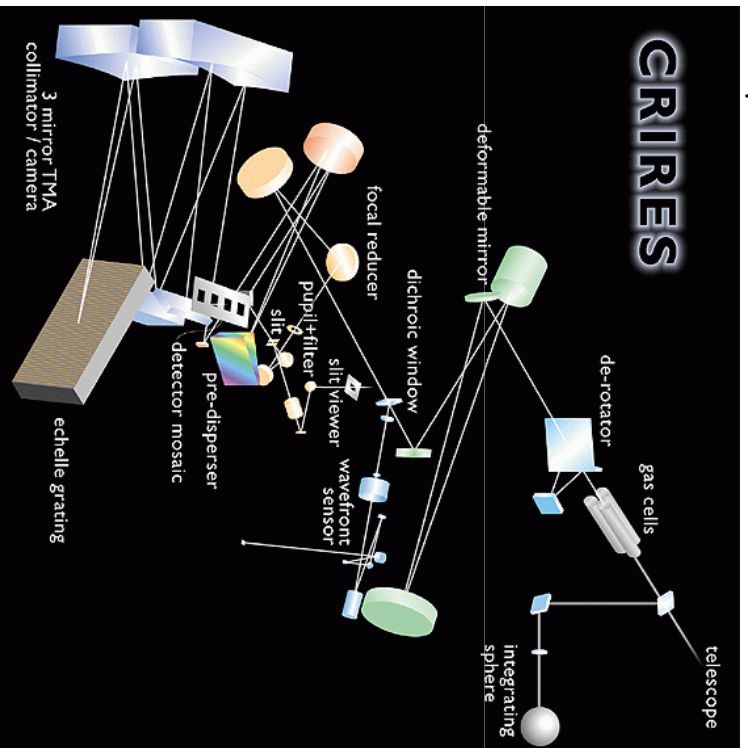 CRIRES
telescope
gas cells
de-rotator
integrating
sphere
deformable mirror
dichroic window
focal reducer
wavefront
sensor
slit viewer
pupil+filter
slit
pre-disperser
detector mosaic
echelle grating
3 mirror TMA
collimator / camera